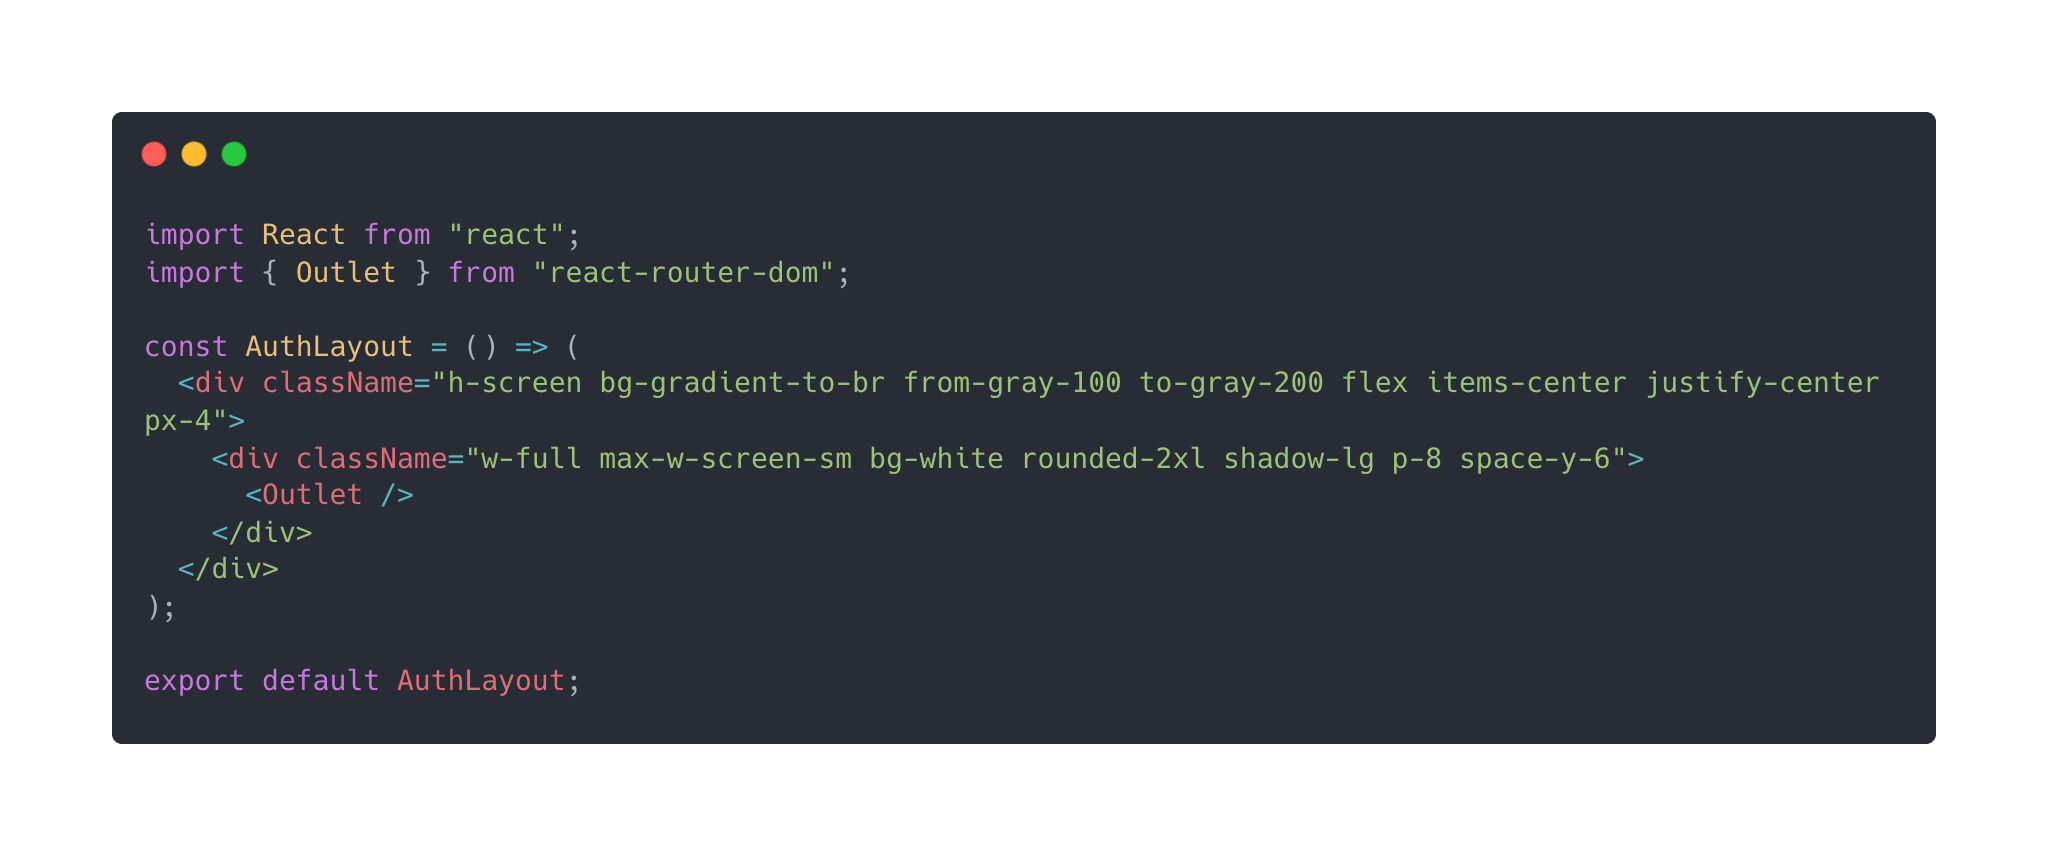 import React from "react";
import { Outlet } from "react-router-dom";

const AuthLayout = () => (
  <div className="h-screen bg-gradient-to-br from-gray-100 to-gray-200 flex items-center justify-center
px-4">
    <div className="w-full max-w-screen-sm bg-white rounded-2xl shadow-lg p-8 space-y-6">
      <Outlet />
    </div>
  </div>
);

export default AuthLayout;